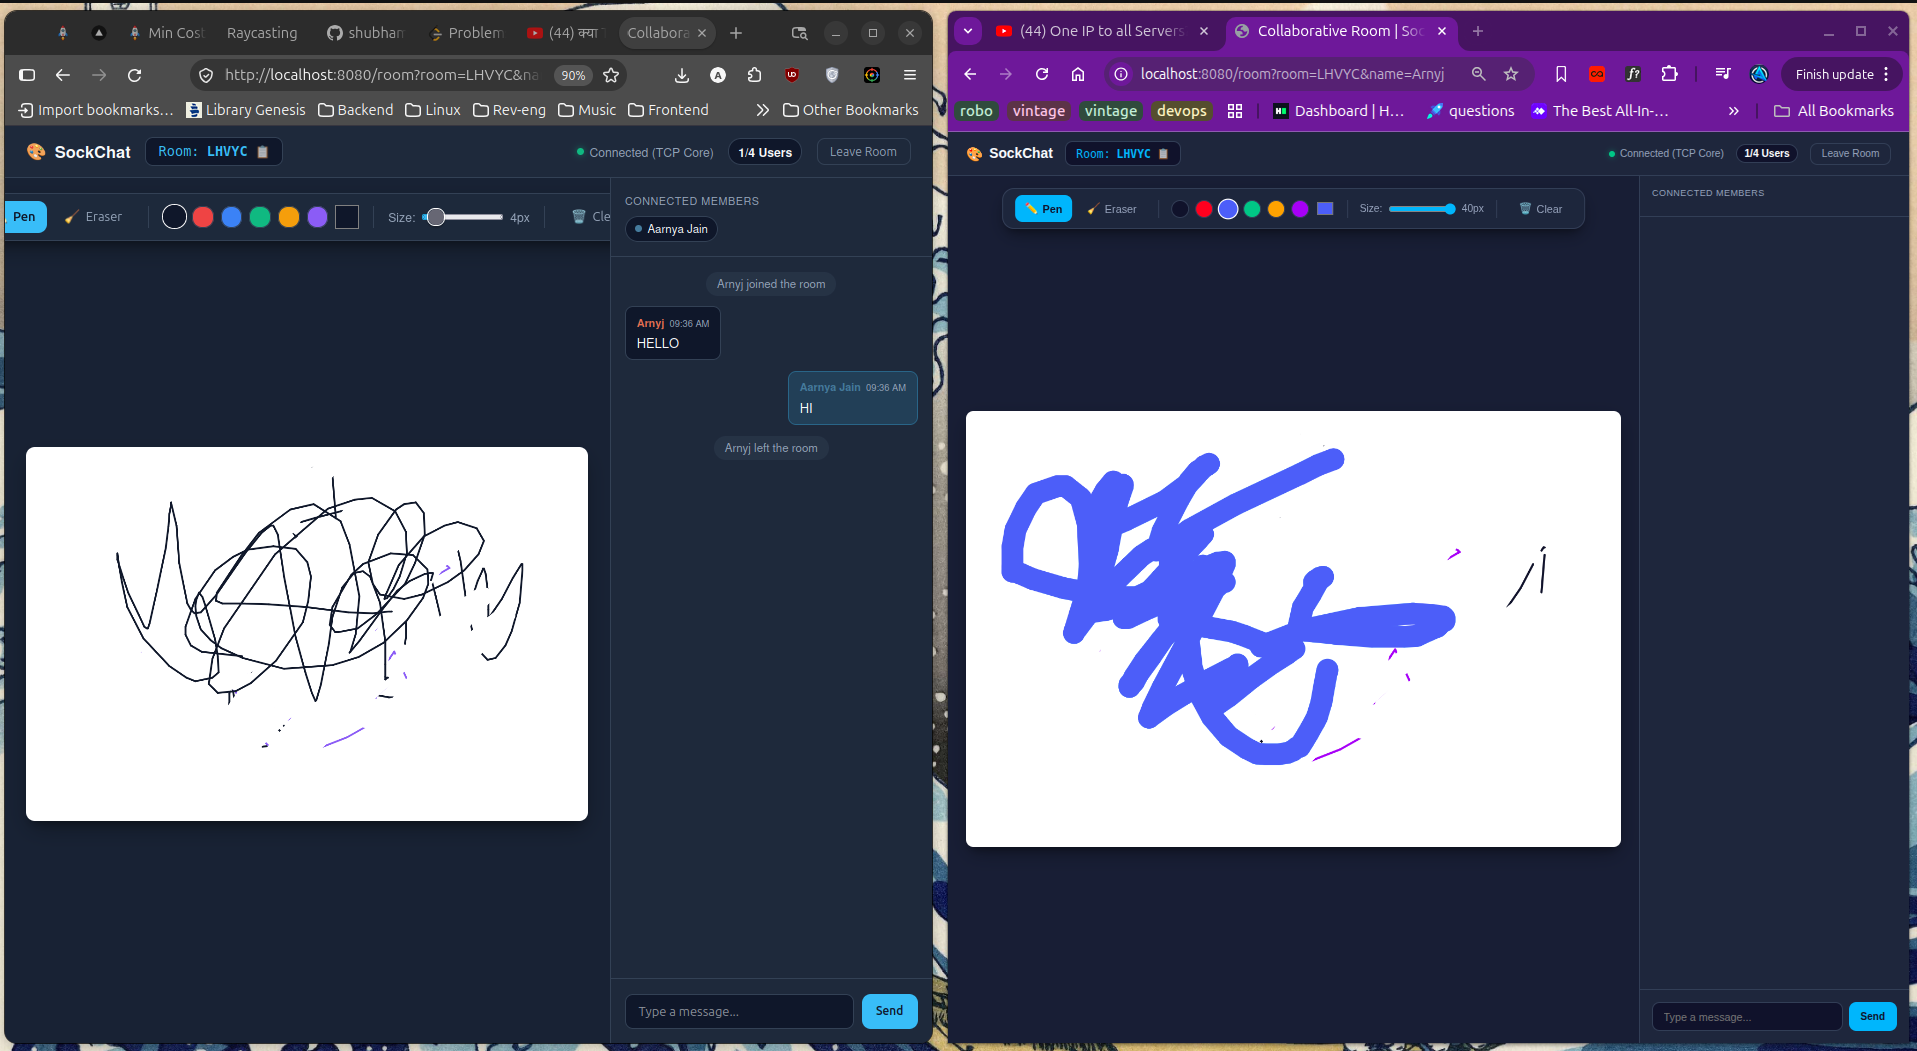 Min Cost
Raycasting
shubham
Problem
(44) क्या
Collabora
http://localhost:8080/room?room=LHVYC&na
90%
Import bookmarks...
Library Genesis
Backend
Linux
Rev-eng
Music
Frontend
Other Bookmarks
SockChat
Room: LHVYC
Connected (TCP Core)
1/4 Users
Leave Room
Pen
Eraser
Size:
4px
Cle
CONNECTED MEMBERS
Aarnya Jain
Arnyj joined the room
Arnyj 09:36 AM
HELLO
Aarnya Jain 09:36 AM
HI
Arnyj left the room
Type a message...
Send
(44) One IP to all Servers
Collaborative Room | Soc
localhost:8080/room?room=LHVYC&name=Arnyj
Finish update
robo
vintage
vintage
devops
Dashboard | H...
questions
The Best All-In-...
All Bookmarks
SockChat
Room: LHVYC
Connected (TCP Core)
1/4 Users
Leave Room
Pen
Eraser
Size:
40px
Clear
CONNECTED MEMBERS
Type a message...
Send